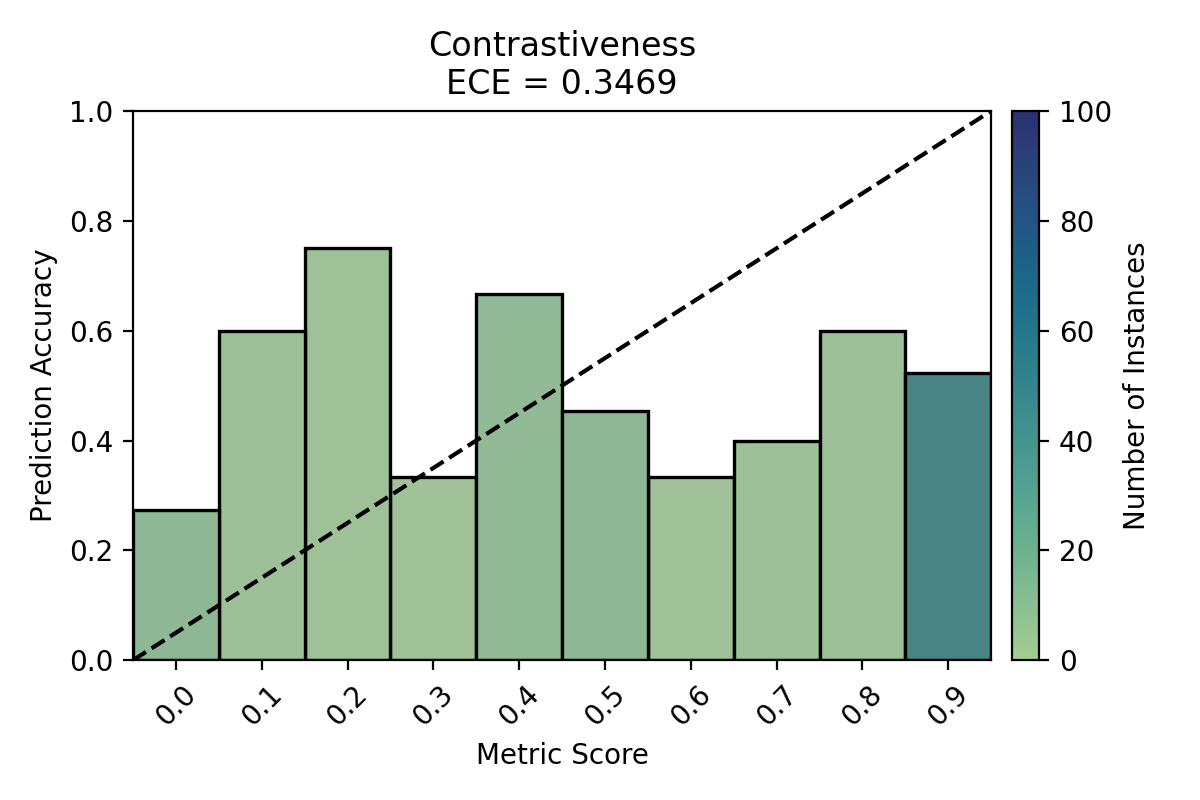 Contrastiveness
ECE = 0.3469
1.0
0.8
0.6
0.4
0.2
0.0
Prediction Accuracy
0.0 0.1 0.2 0.3 0.4 0.5 0.6 0.7 0.8 0.9
Metric Score
100
80
60
40
20
0
Number of Instances